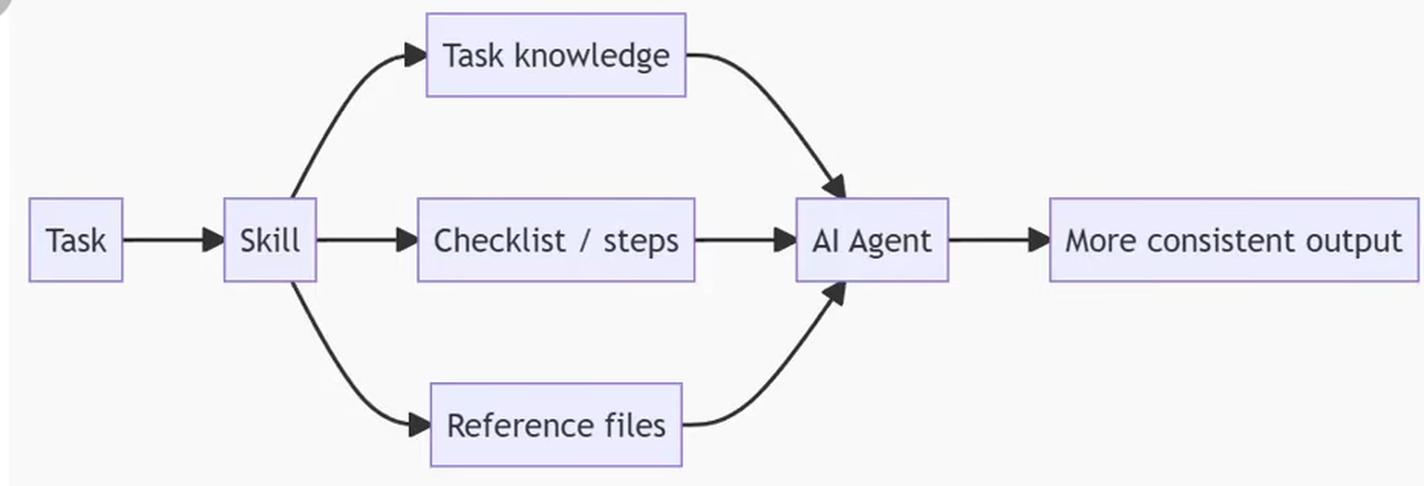 Task knowledge
Task
Skill
Checklist / steps
AI Agent
More consistent output
Reference files